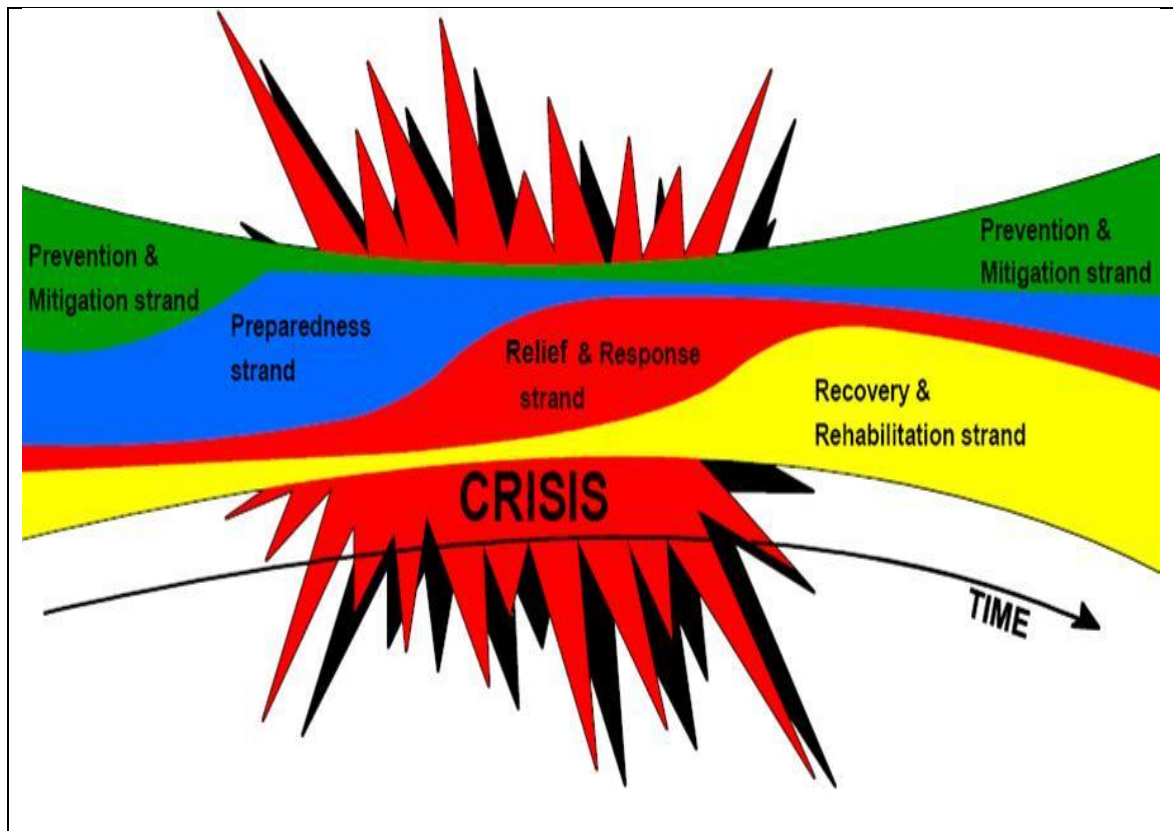 Prevention &
Mitigation strand
Preparedness
strand
Relief & Response
strand
Prevention &
Mitigation strand
Recovery &
Rehabilitation strand
CRISIS
TIME